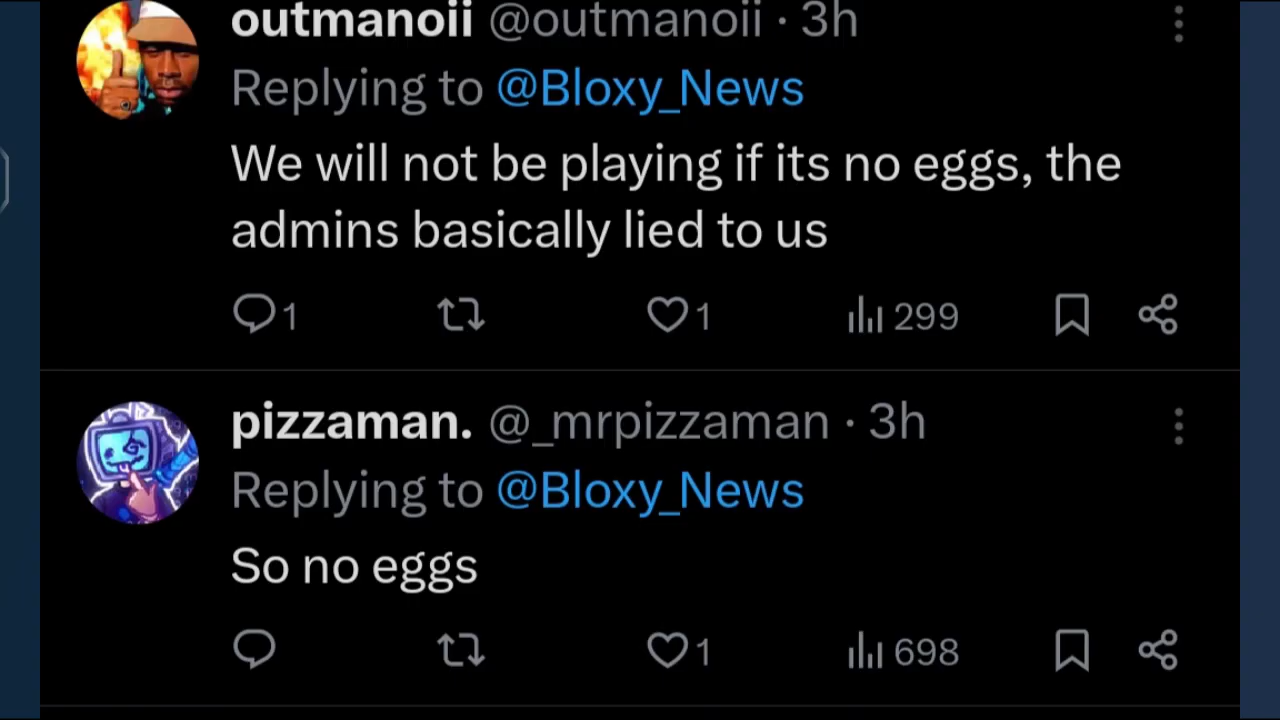 outmanoii @outmanoii · 3h
Replying to @Bloxy_News
We will not be playing if its no eggs, the
admins basically lied to us
1 1 299
pizzaman. @_mrpizzaman · 3h
Replying to @Bloxy_News
So no eggs
1 698